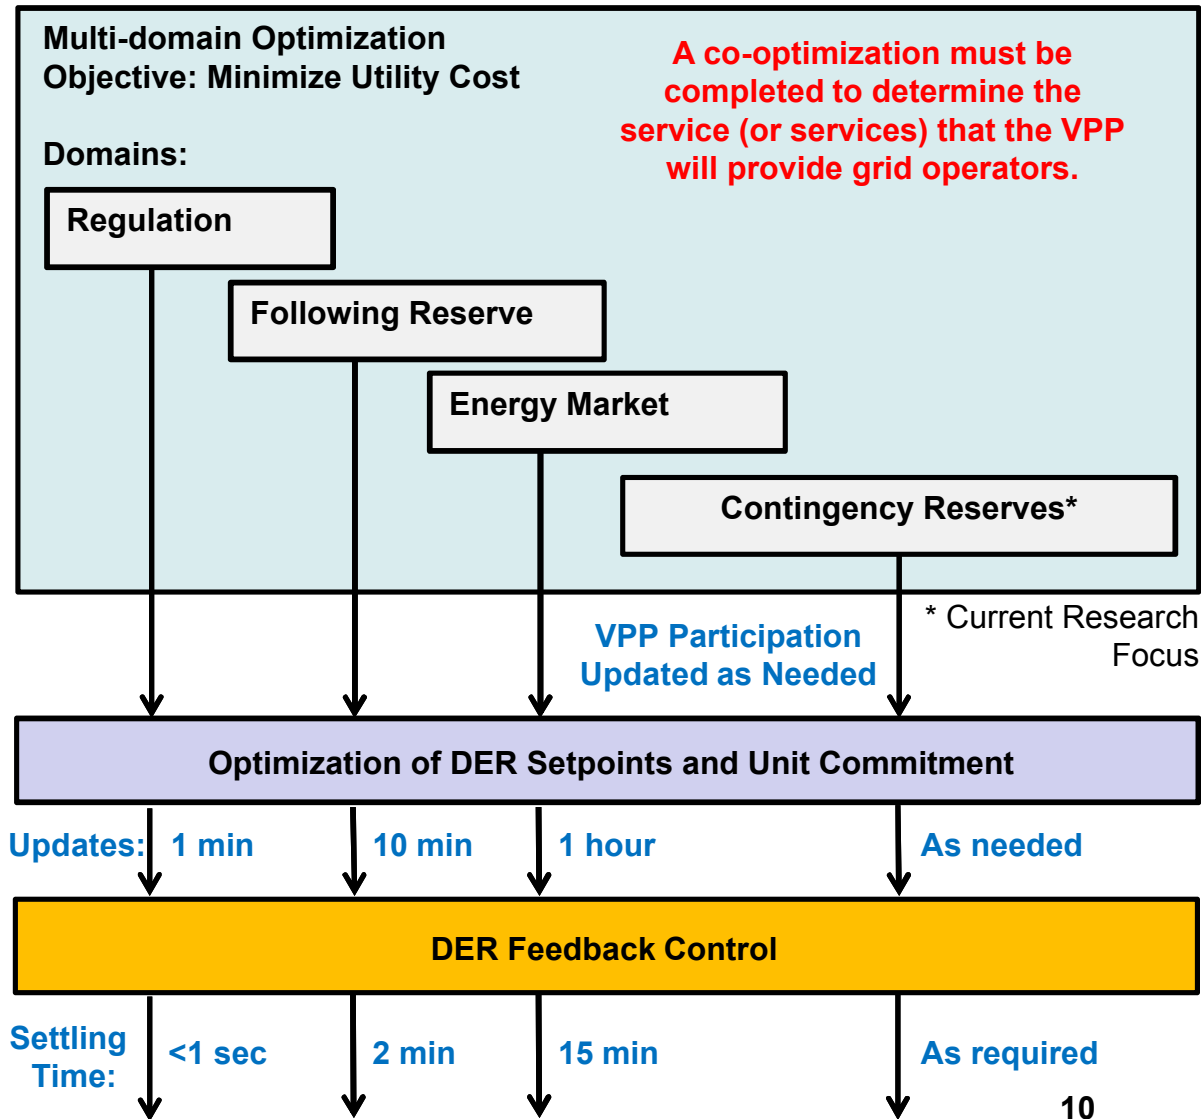 Multi-domain Optimization
Objective: Minimize Utility Cost
A co-optimization must be
completed to determine the
service (or services) that the VPP
will provide grid operators.
Domains:
Regulation
Following Reserve
Energy Market
Contingency Reserves*
* Current Research
Focus
VPP Participation
Updated as Needed
Optimization of DER Setpoints and Unit Commitment
Updates: 1 min 10 min 1 hour As needed
DER Feedback Control
Settling
Time:
<1 sec 2 min 15 min As required
10